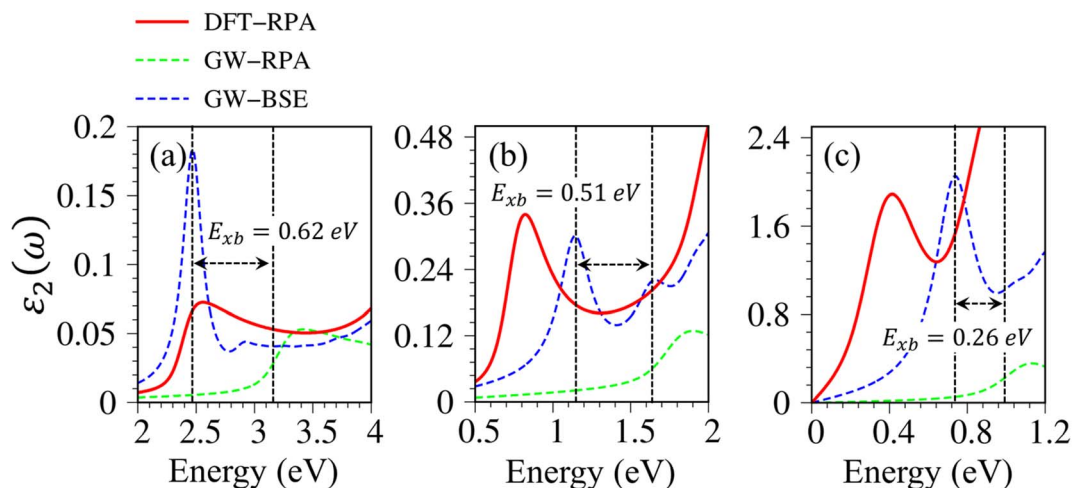 DFT–RPA
GW–RPA
GW–BSE
ε₂(ω)
0.2
0.15
0.1
0.05
0
(a)
E_xb = 0.62 eV
2 2.5 3 3.5 4
Energy (eV)
0.48
0.36
0.24
0.12
0
(b)
E_xb = 0.51 eV
0.5 1 1.5 2
Energy (eV)
2.4
1.6
0.8
0
(c)
E_xb = 0.26 eV
0 0.4 0.8 1.2
Energy (eV)